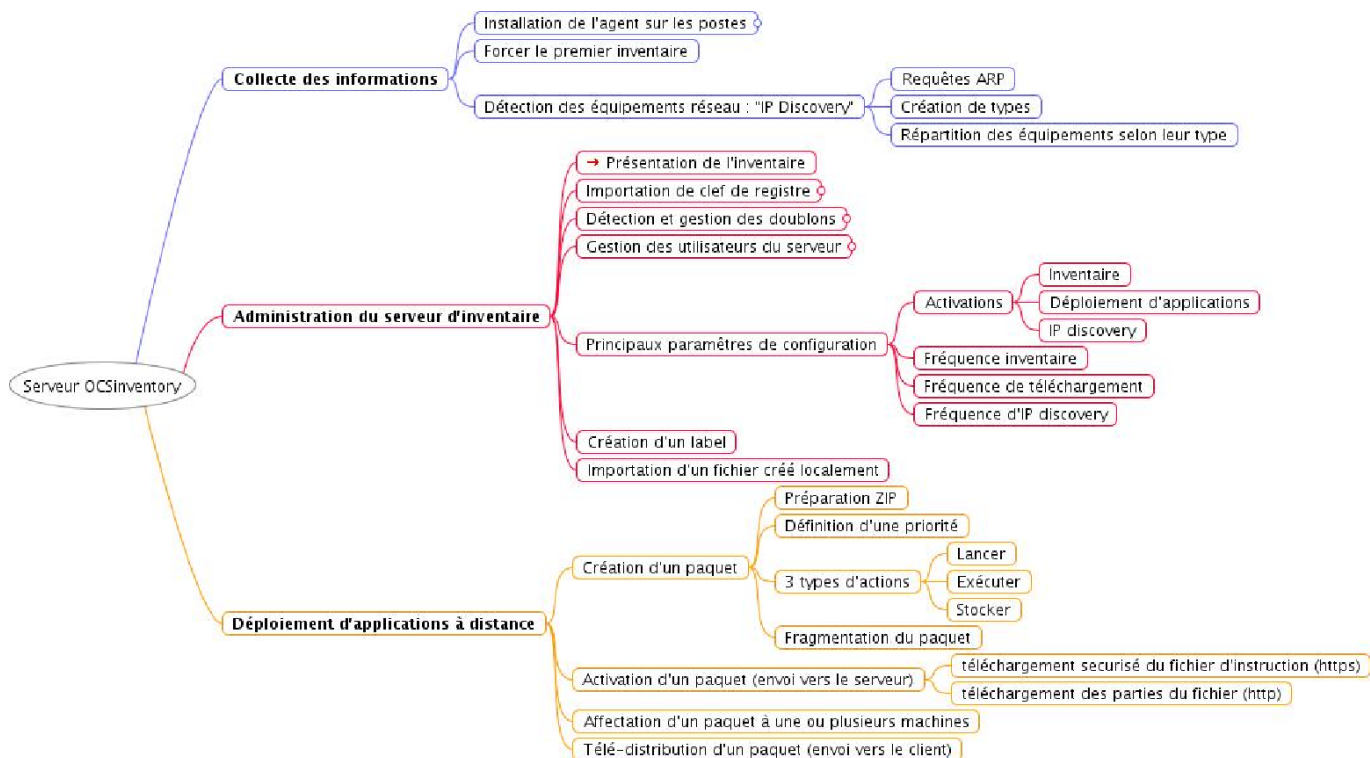 Installation de l'agent sur les postes
Forcer le premier inventaire
Collecte des informations
Détection des équipements réseau : "IP Discovery"
Requêtes ARP
Création de types
Répartition des équipements selon leur type
→ Présentation de l'inventaire
Importation de clef de registre
Détection et gestion des doublons
Gestion des utilisateurs du serveur
Administration du serveur d'inventaire
Principaux paramètres de configuration
Activations
Inventaire
Déploiement d'applications
IP discovery
Fréquence inventaire
Fréquence de téléchargement
Fréquence d'IP discovery
Serveur OCSinventory
Création d'un label
Importation d'un fichier créé localement
Préparation ZIP
Définition d'une priorité
Création d'un paquet
3 types d'actions
Lancer
Exécuter
Stocker
Fragmentation du paquet
Déploiement d'applications à distance
Activation d'un paquet (envoi vers le serveur)
téléchargement securisé du fichier d'instruction (https)
téléchargement des parties du fichier (http)
Affectation d'un paquet à une ou plusieurs machines
Télé-distribution d'un paquet (envoi vers le client)